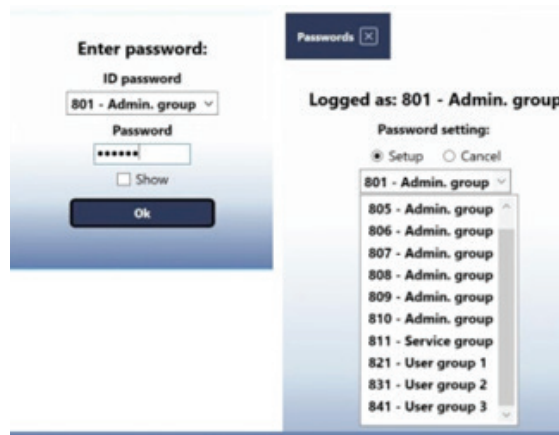 Enter password:
ID password
801 - Admin. group
Password
••••••
Show
Ok
Passwords
Logged as: 801 - Admin. group
Password setting:
Setup Cancel
801 - Admin. group
805 - Admin. group
806 - Admin. group
807 - Admin. group
808 - Admin. group
809 - Admin. group
810 - Admin. group
811 - Service group
821 - User group 1
831 - User group 2
841 - User group 3